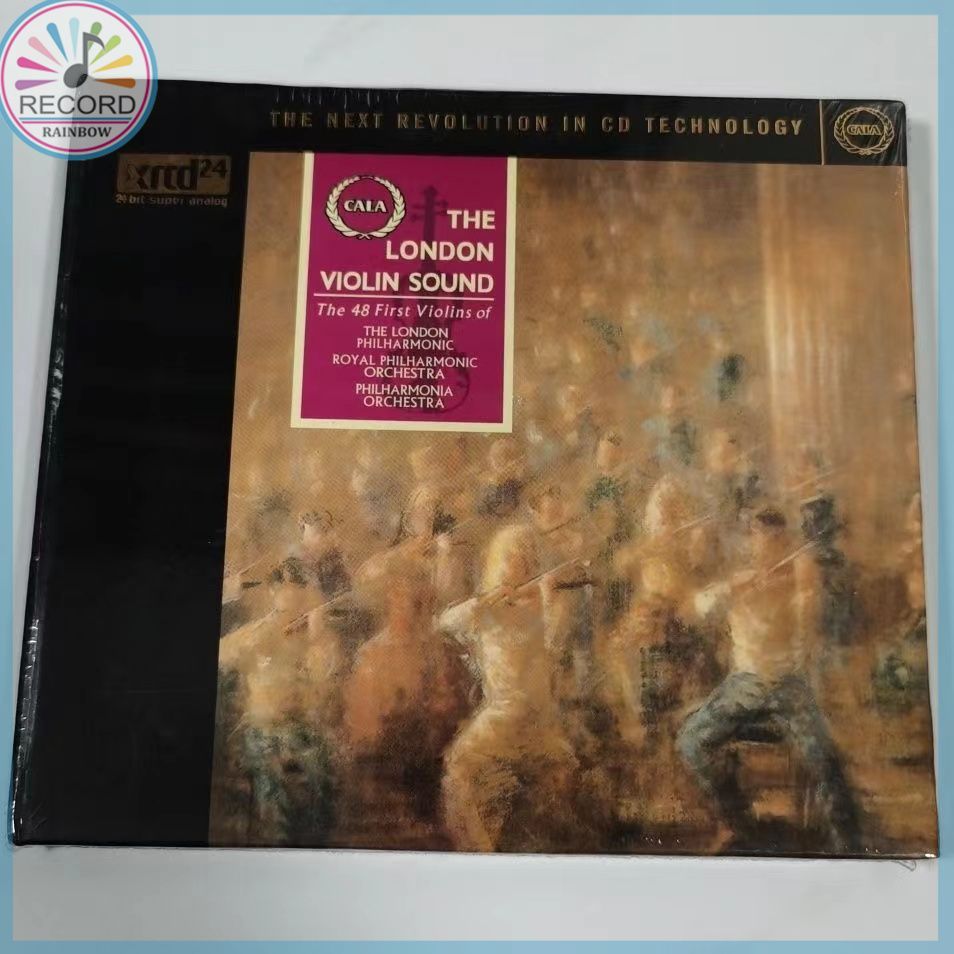 RECORD
RAINBOW
THE NEXT REVOLUTION IN CD TECHNOLOGY
CALA
xrcd24
24 bit super analog
CALA
THE
LONDON
VIOLIN SOUND
The 48 First Violins of
THE LONDON
PHILHARMONIC
ROYAL PHILHARMONIC
ORCHESTRA
PHILHARMONIA
ORCHESTRA